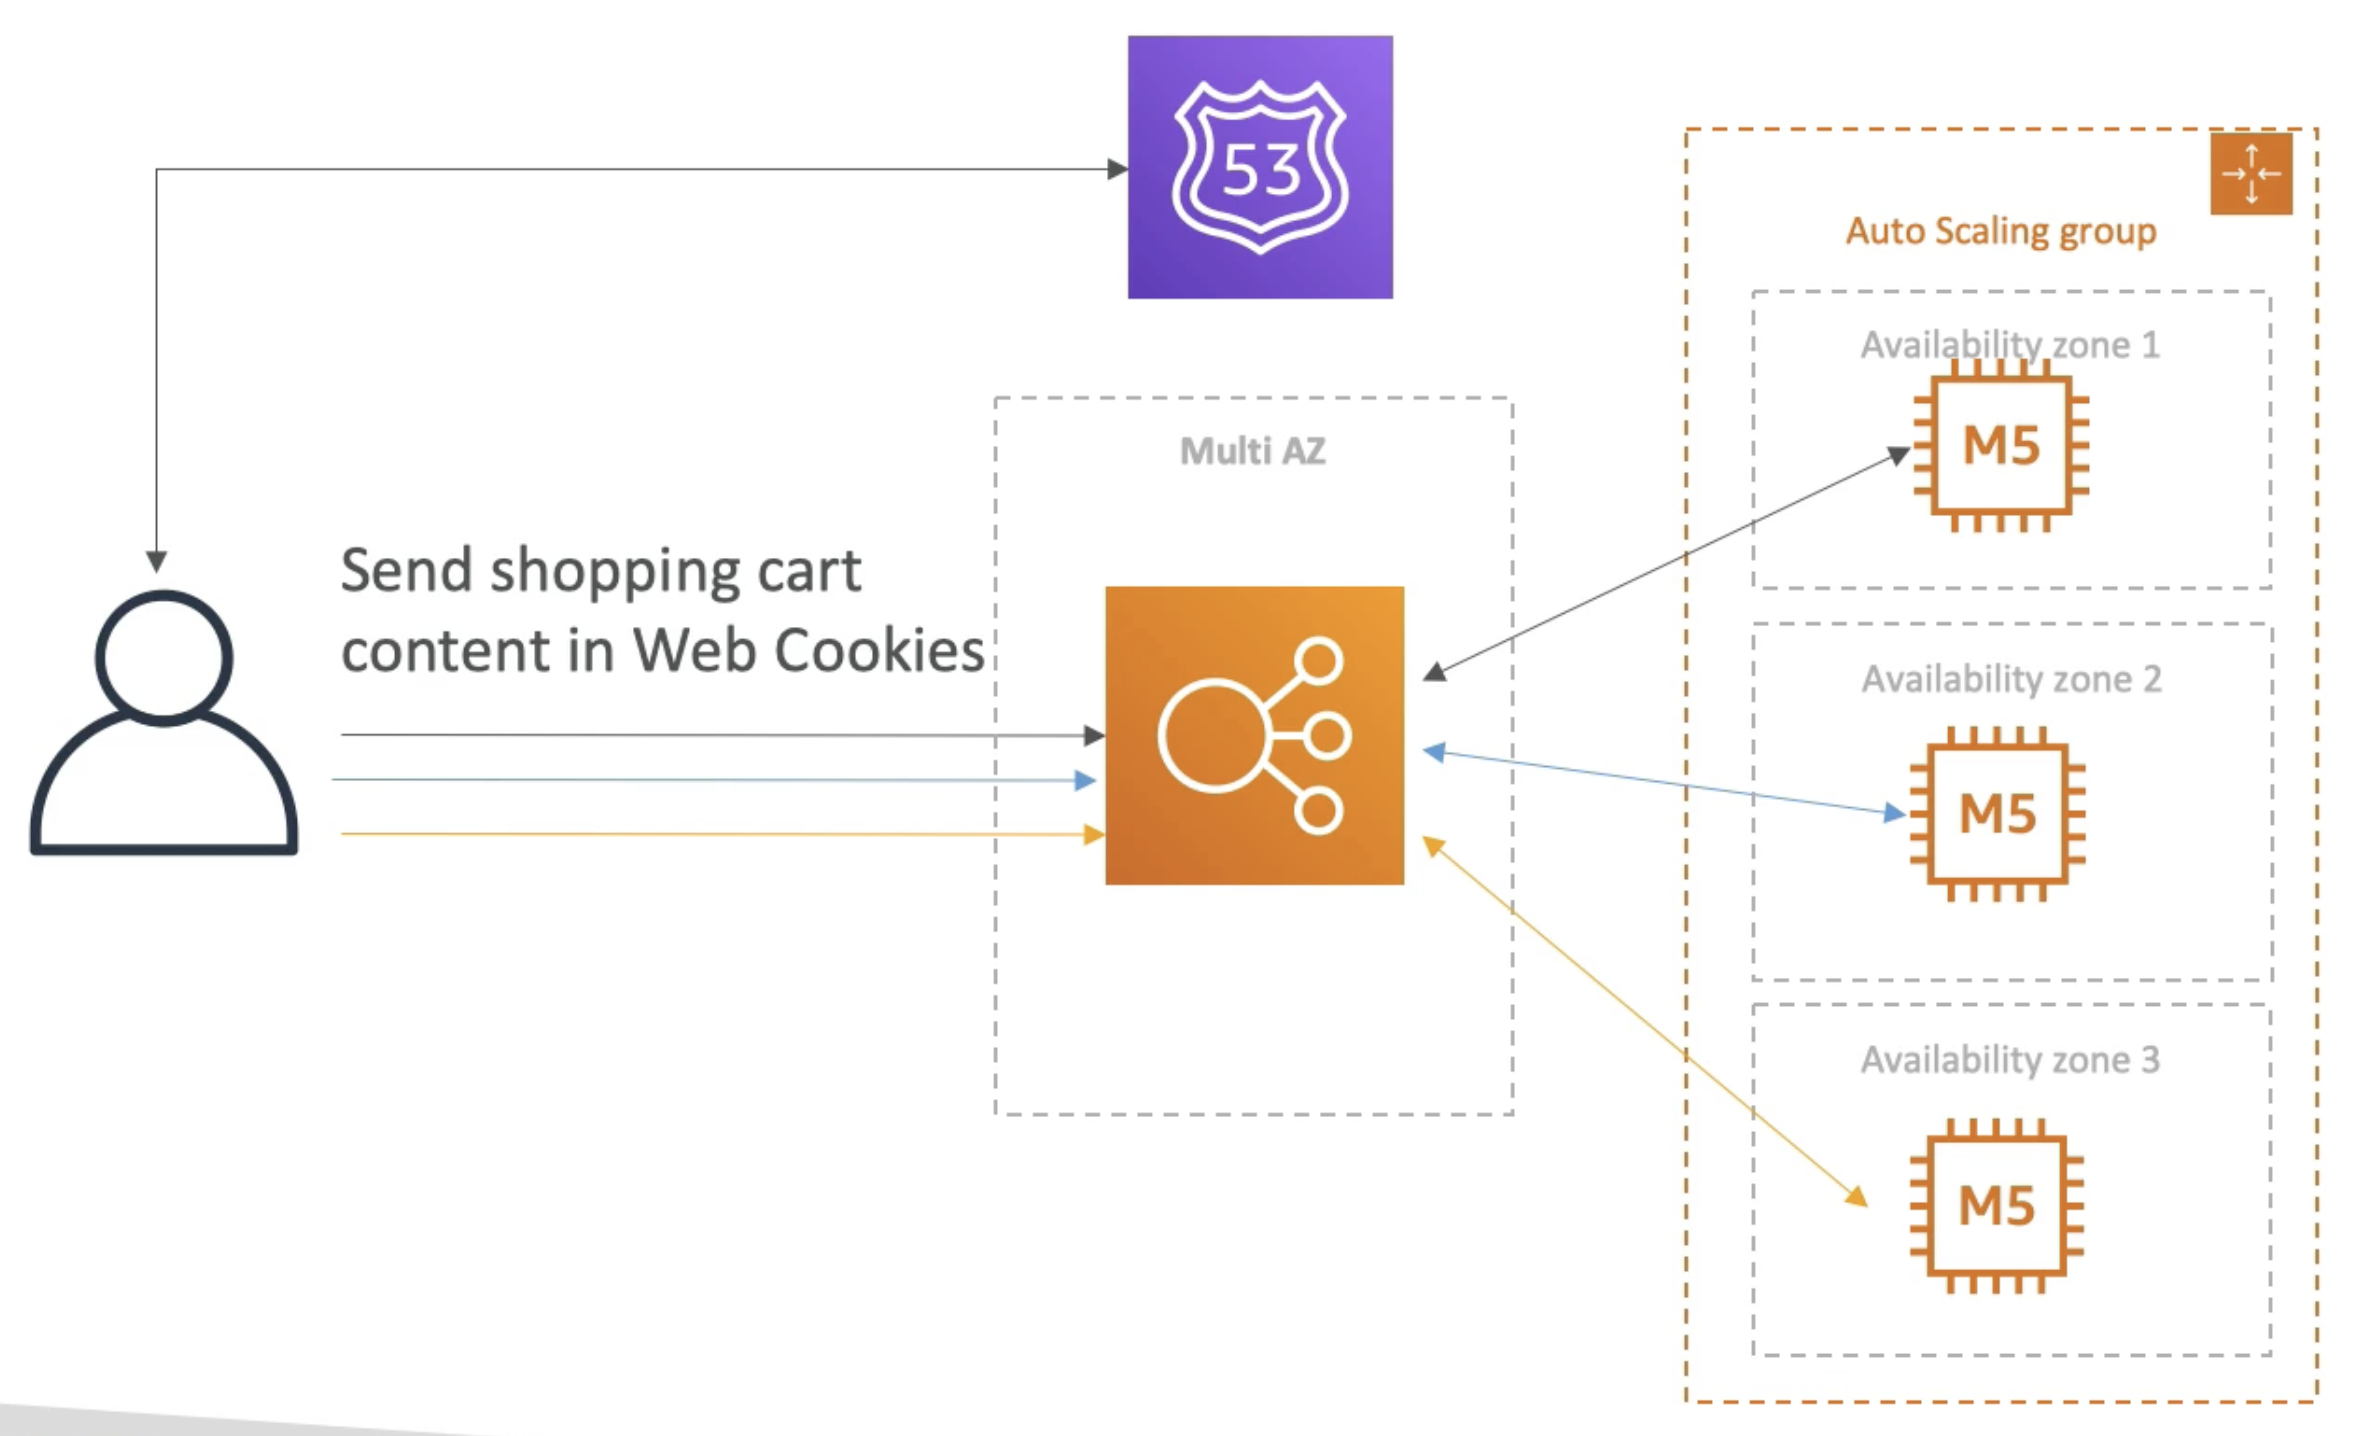 53
Auto Scaling group
Availability zone 1
M5
Multi AZ
Send shopping cart
content in Web Cookies
Availability zone 2
M5
Availability zone 3
M5